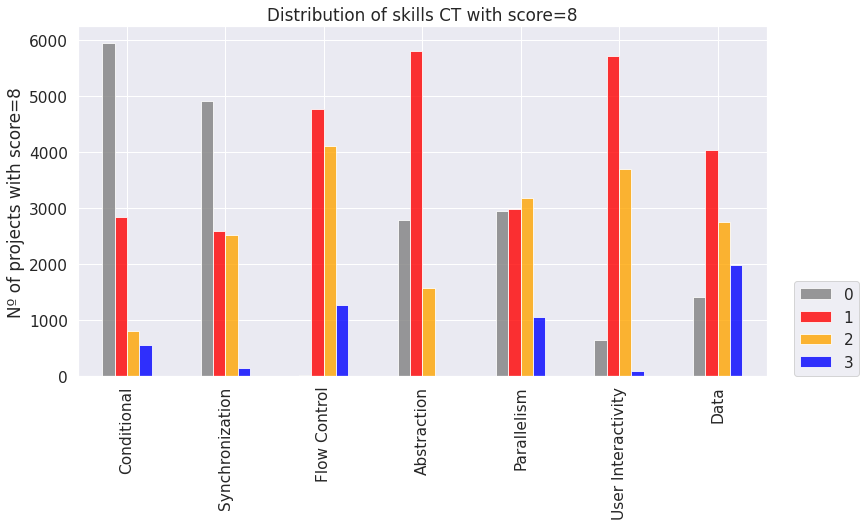 Distribution of skills CT with score=8
Nº of projects with score=8
6000
5000
4000
3000
2000
1000
0
Conditional
Synchronization
Flow Control
Abstraction
Parallelism
User Interactivity
Data
0
1
2
3